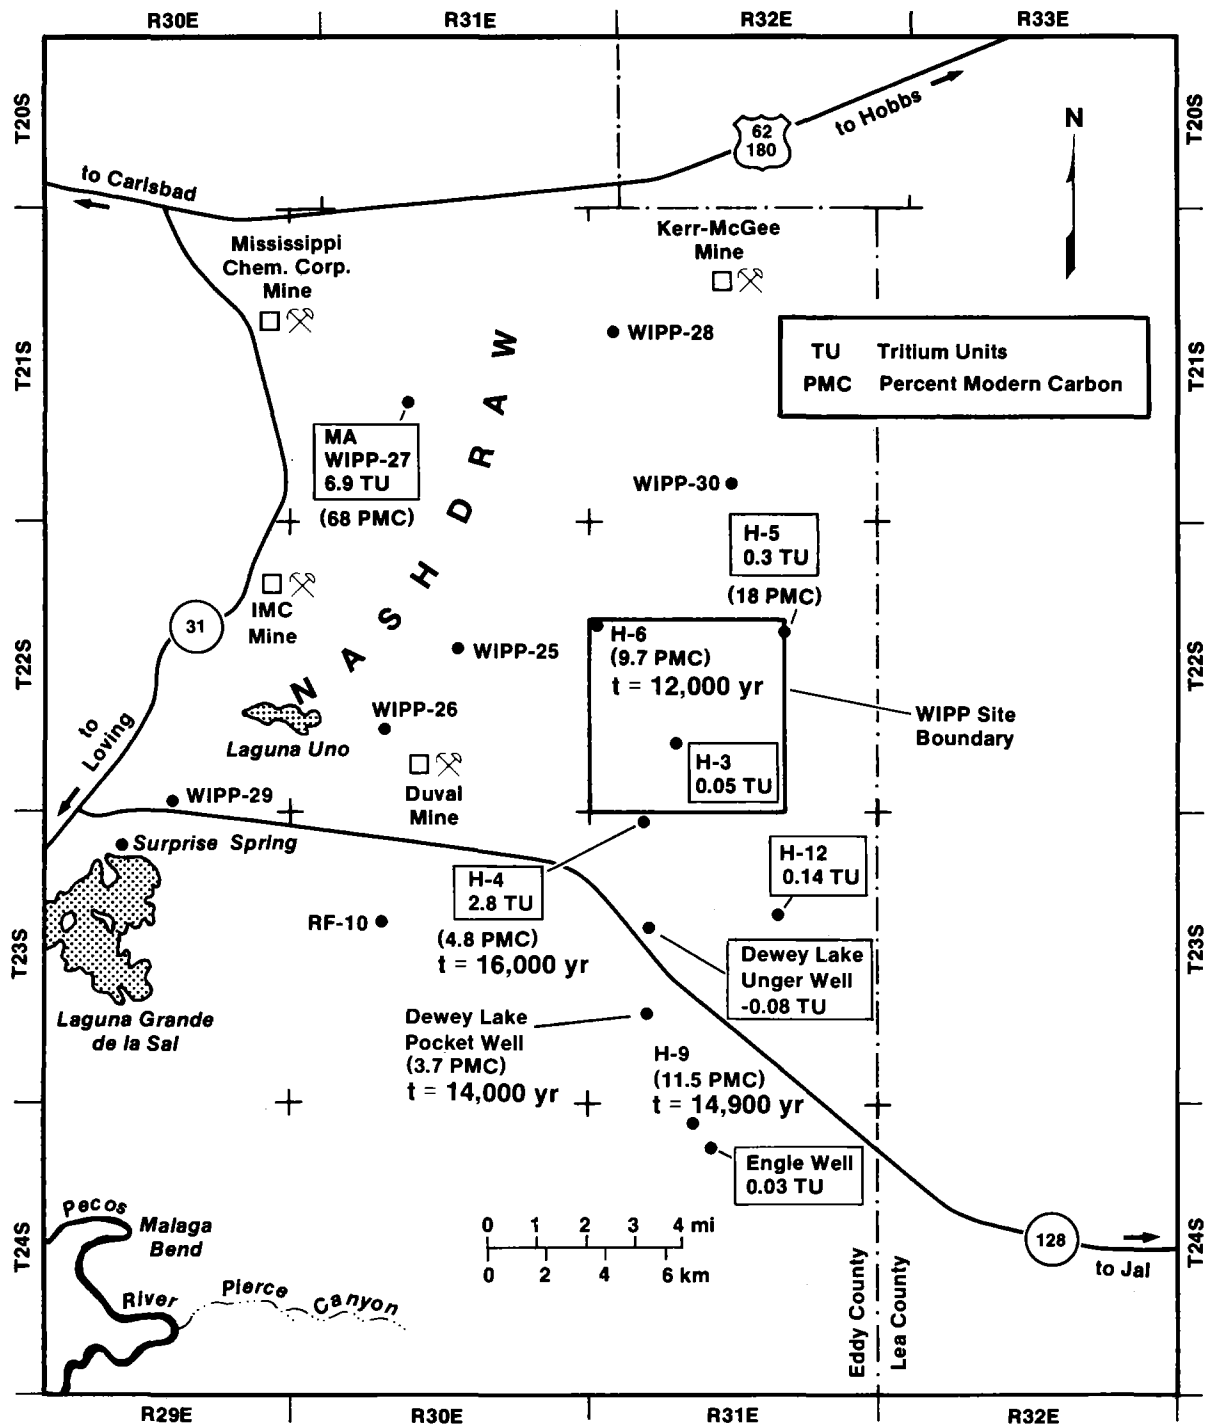 R30E
R31E
R32E
R33E
T20S
T20S
to Hobbs
62
180
N
to Carlsbad
Mississippi
Chem. Corp.
Mine
Kerr-McGee
Mine
WIPP-28
TU Tritium Units
PMC Percent Modern Carbon
T21S
T21S
MA
WIPP-27
6.9 TU
(68 PMC)
NASH DRAW
WIPP-30
H-5
0.3 TU
(18 PMC)
IMC
Mine
31
H-6
(9.7 PMC)
t = 12,000 yr
WIPP-25
T22S
T22S
WIPP Site
Boundary
WIPP-26
Laguna Uno
to
Loving
H-3
0.05 TU
Duval
Mine
WIPP-29
Surprise Spring
H-12
0.14 TU
H-4
2.8 TU
(4.8 PMC)
t = 16,000 yr
RF-10
T23S
T23S
Dewey Lake
Unger Well
-0.08 TU
Laguna Grande
de la Sal
Dewey Lake
Pocket Well
(3.7 PMC)
t = 14,000 yr
H-9
(11.5 PMC)
t = 14,900 yr
Engle Well
0.03 TU
Pecos
Malaga
Bend
River
Pierce Canyon
0 1 2 3 4 mi
0 2 4 6 km
T24S
T24S
128
to Jal
Eddy County
Lea County
R29E
R30E
R31E
R32E